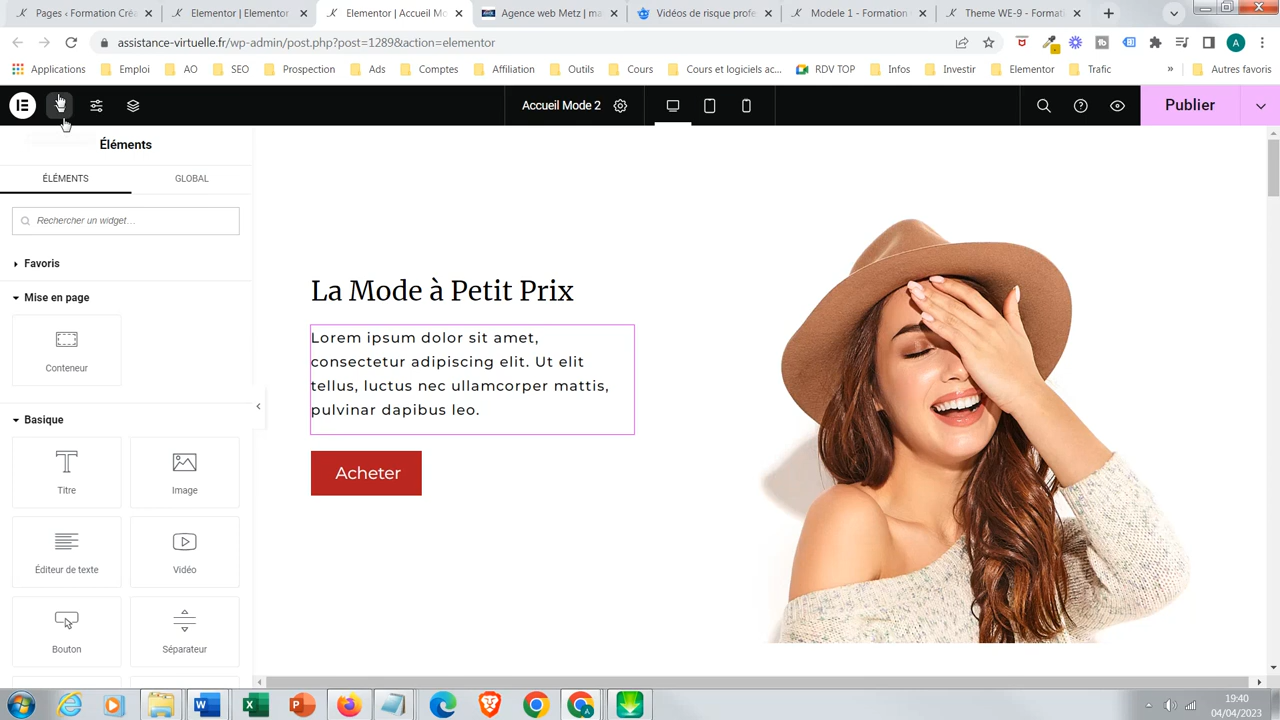 Pages ‹ Formation Créa
Elementor | Elementor
Elementor | Accueil Mo
Agence web Metz | ma
Vidéos de risque profe
Modele 1 - Formation
Theme WE-9 - Formati
assistance-virtuelle.fr/wp-admin/post.php?post=1289&action=elementor
A
Applications
Emploi
AO
SEO
Prospection
Ads
Comptes
Affiliation
Outils
Cours
Cours et logiciels ac...
RDV TOP
Infos
Investir
Elementor
Trafic
»
Autres favoris
Accueil Mode 2
Publier
Éléments
ÉLÉMENTS
GLOBAL
Rechercher un widget...
Favoris
Mise en page
Conteneur
Basique
Titre
Image
Éditeur de texte
Vidéo
Bouton
Séparateur
La Mode à Petit Prix
Lorem ipsum dolor sit amet,
consectetur adipiscing elit. Ut elit
tellus, luctus nec ullamcorper mattis,
pulvinar dapibus leo.
Acheter
19:40
04/04/2023